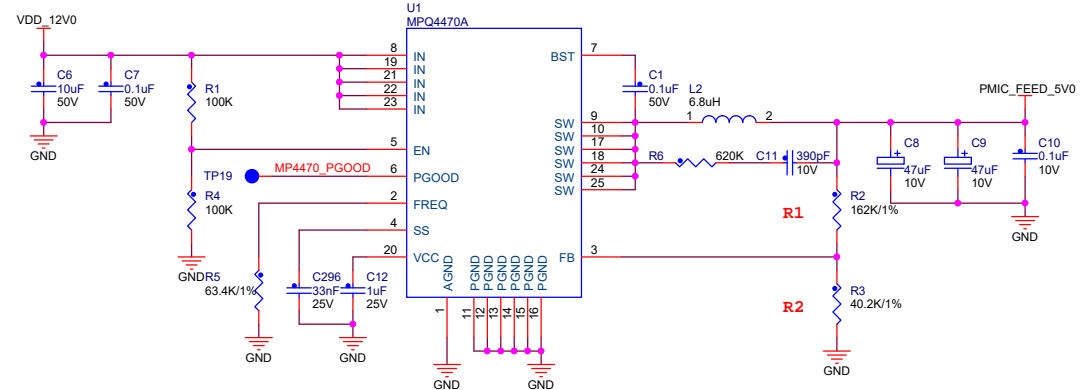 U1
MPQ4470A
VDD_12V0
8 IN
19 IN
21 IN
22 IN
23 IN
5 EN
6 PGOOD
2 FREQ
4 SS
20 VCC
BST 7
SW 9
SW 10
SW 17
SW 18
SW 24
SW 25
FB 3
AGND 1
PGND 11
PGND 12
PGND 13
PGND 14
PGND 15
PGND 16
C6
10uF
50V
C7
0.1uF
50V
GND
R1
100K
TP19
MP4470_PGOOD
R4
100K
GND
R5
63.4K/1%
GND
C296
33nF
25V
C12
1uF
25V
GND
GND
GND
C1
0.1uF
50V
L2
6.8uH
1
2
R6
620K
C11
390pF
10V
PMIC_FEED_5V0
C8
47uF
10V
C9
47uF
10V
C10
0.1uF
10V
GND
R1
R2
162K/1%
R2
R3
40.2K/1%
GND